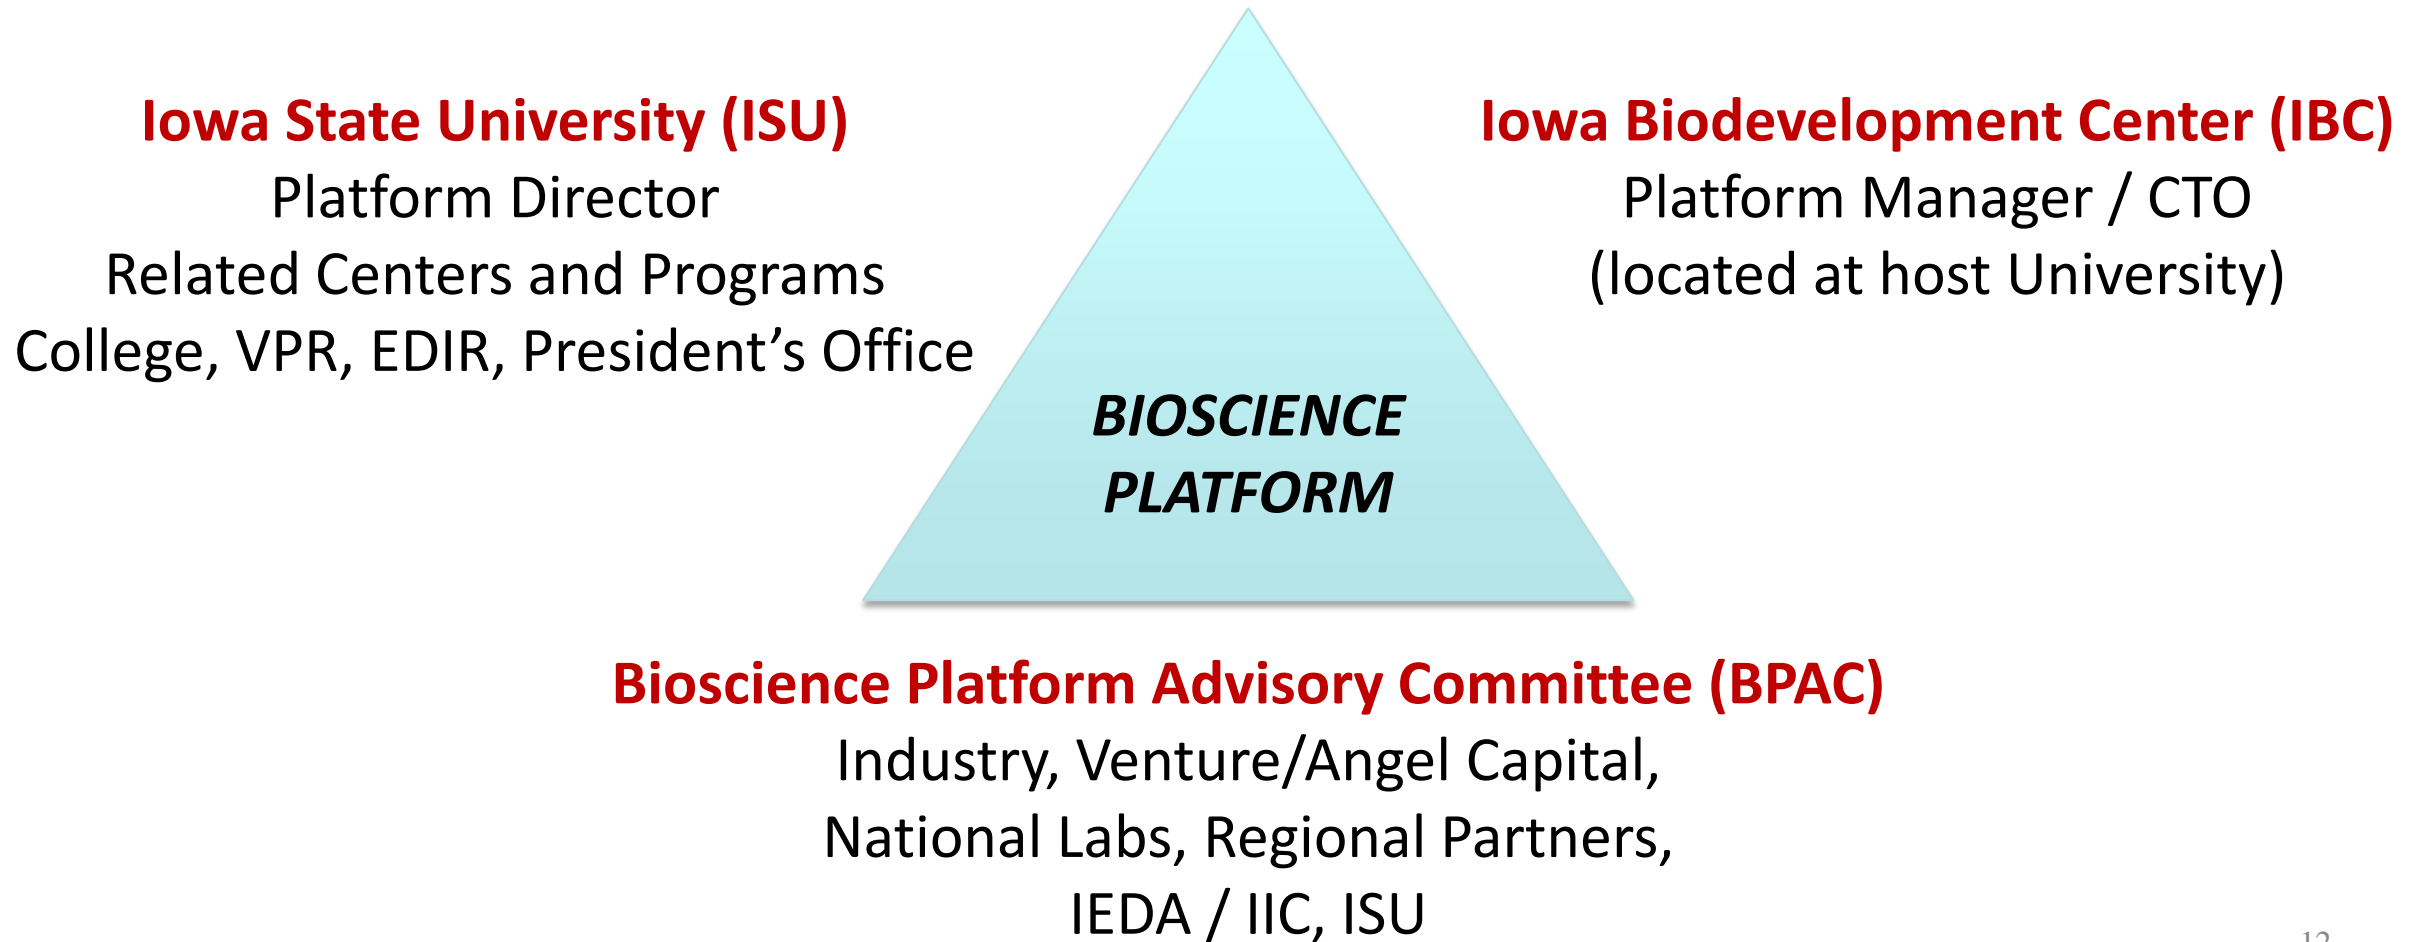 Iowa State University (ISU)
Platform Director
Related Centers and Programs
College, VPR, EDIR, President’s Office
Iowa Biodevelopment Center (IBC)
Platform Manager / CTO
(located at host University)
BIOSCIENCE
PLATFORM
Bioscience Platform Advisory Committee (BPAC)
Industry, Venture/Angel Capital,
National Labs, Regional Partners,
IEDA / IIC, ISU
12